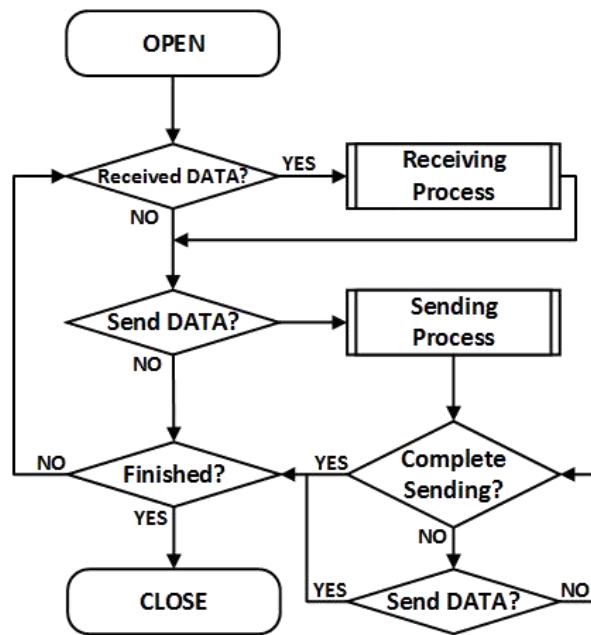 OPEN
Received DATA?
YES
Receiving
Process
NO
Send DATA?
Sending
Process
NO
Finished?
NO
YES
Complete
Sending?
YES
NO
CLOSE
Send DATA?
YES
NO